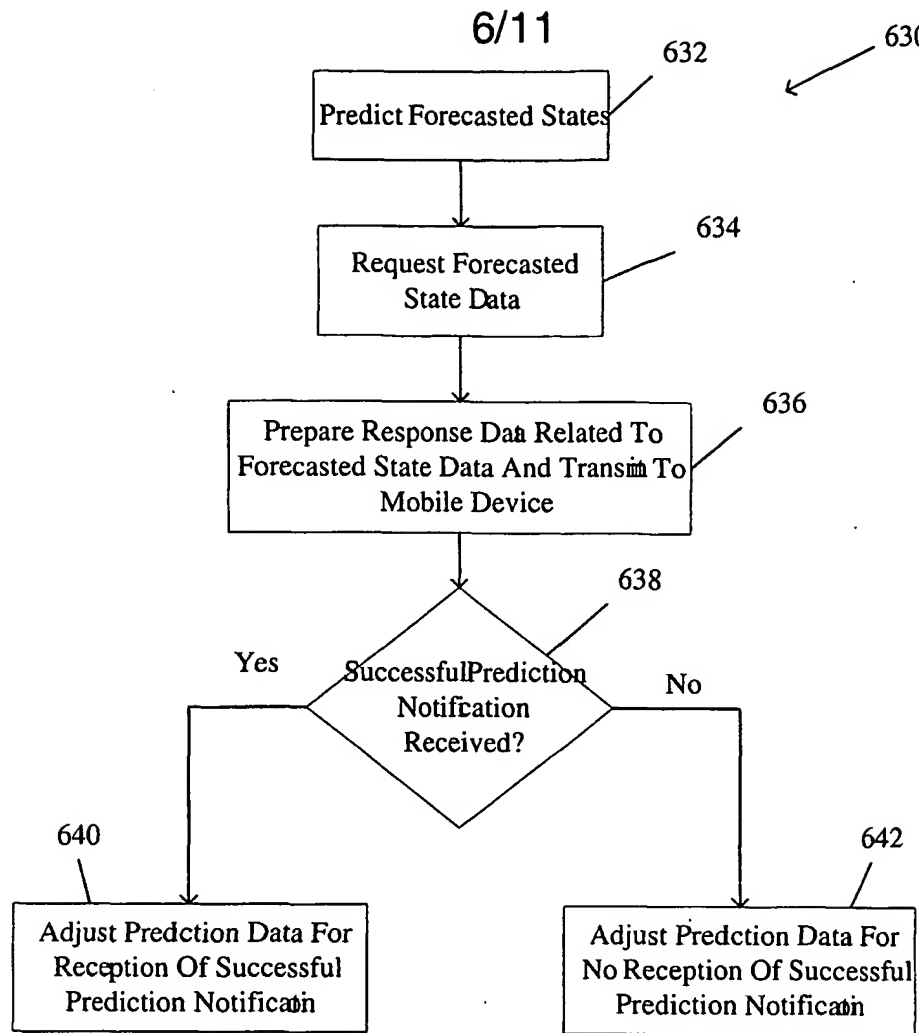 6/11
630
632
Predict Forecasted States
634
Request Forecasted
State Data
636
Prepare Response Data Related To
Forecasted State Data And Transmit To
Mobile Device
638
Yes
Successful Prediction
Notification
Received?
No
640
642
Adjust Prediction Data For
Reception Of Successful
Prediction Notification
Adjust Prediction Data For
No Reception Of Successful
Prediction Notification